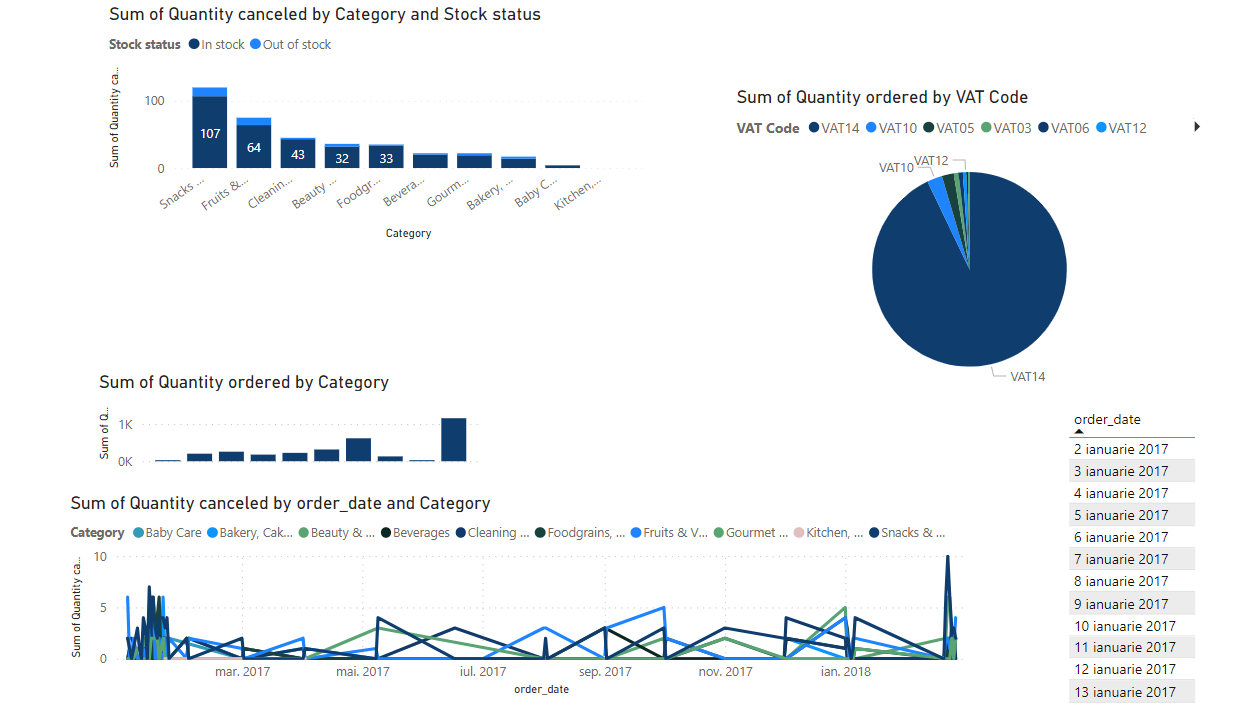 Sum of Quantity canceled by Category and Stock status
Stock status In stock Out of stock
Sum of Quantity ca...
100
0
107
64
43
32
33
Snacks ...
Fruits &...
Cleanin...
Beauty ...
Foodgr...
Bevera...
Gourm...
Bakery, ...
Baby C...
Kitchen,...
Category
Sum of Quantity ordered by VAT Code
VAT Code VAT14 VAT10 VAT05 VAT03 VAT06 VAT12
VAT12
VAT10
VAT14
Sum of Quantity ordered by Category
Sum of Q...
1K
0K
Sum of Quantity canceled by order_date and Category
Category Baby Care Bakery, Cak... Beauty & ... Beverages Cleaning ... Foodgrains, ... Fruits & V... Gourmet ... Kitchen, ... Snacks & ...
Sum of Quantity ca...
10
5
0
mar. 2017 mai. 2017 iul. 2017 sep. 2017 nov. 2017 ian. 2018
order_date
order_date
2 ianuarie 2017
3 ianuarie 2017
4 ianuarie 2017
5 ianuarie 2017
6 ianuarie 2017
7 ianuarie 2017
8 ianuarie 2017
9 ianuarie 2017
10 ianuarie 2017
11 ianuarie 2017
12 ianuarie 2017
13 ianuarie 2017